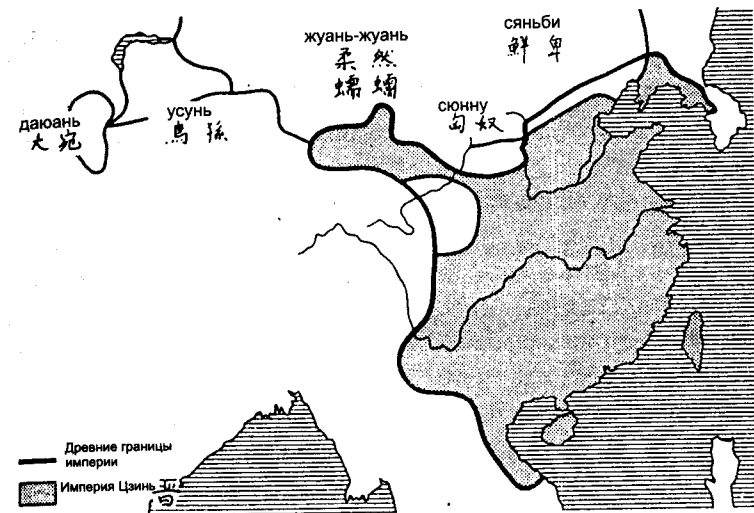 жуань-жуань
柔然
蠕蠕
сяньби
鮮卑
сюнну
匈奴
усунь
烏孫
даюань
大宛
Древние границы
империи
Империя Цзинь 晋